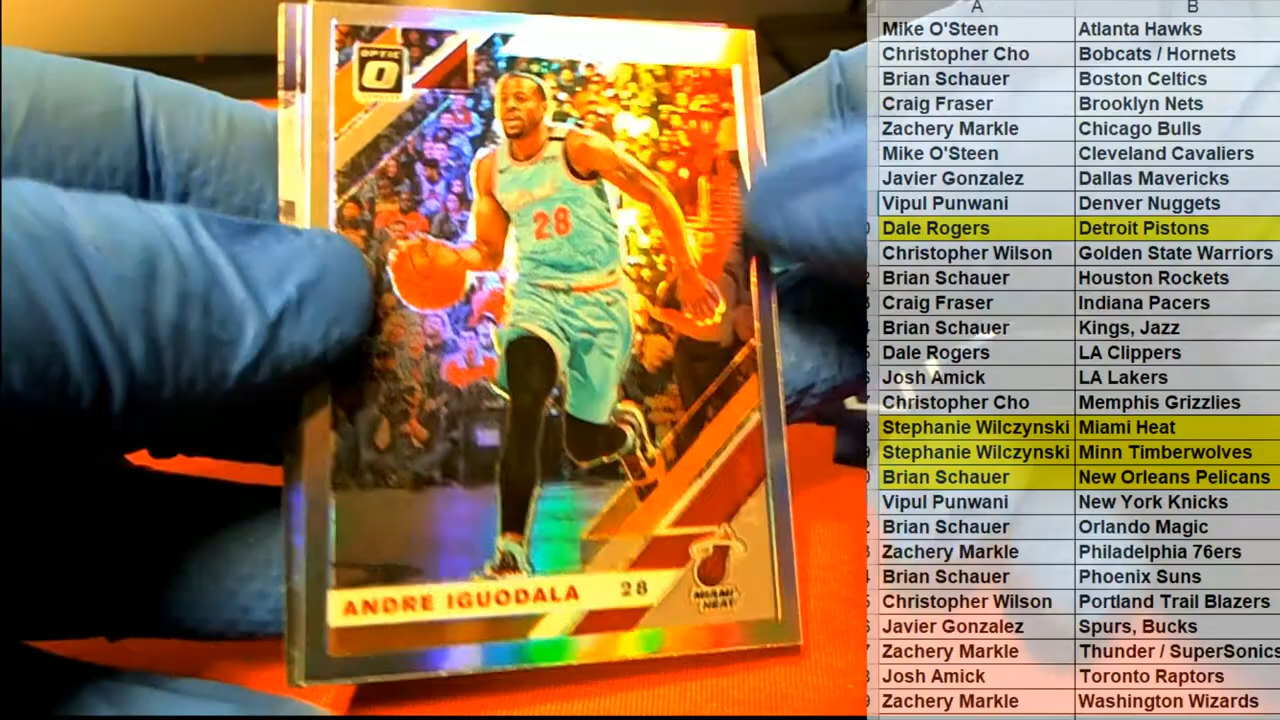 OPTIC
28
ANDRE IGUODALA 28
MIAMI
HEAT
A B
Mike O'Steen Atlanta Hawks
Christopher Cho Bobcats / Hornets
Brian Schauer Boston Celtics
Craig Fraser Brooklyn Nets
Zachery Markle Chicago Bulls
Mike O'Steen Cleveland Cavaliers
Javier Gonzalez Dallas Mavericks
Vipul Punwani Denver Nuggets
Dale Rogers Detroit Pistons
Christopher Wilson Golden State Warriors
Brian Schauer Houston Rockets
Craig Fraser Indiana Pacers
Brian Schauer Kings, Jazz
Dale Rogers LA Clippers
Josh Amick LA Lakers
Christopher Cho Memphis Grizzlies
Stephanie Wilczynski Miami Heat
Stephanie Wilczynski Minn Timberwolves
Brian Schauer New Orleans Pelicans
Vipul Punwani New York Knicks
Brian Schauer Orlando Magic
Zachery Markle Philadelphia 76ers
Brian Schauer Phoenix Suns
Christopher Wilson Portland Trail Blazers
Javier Gonzalez Spurs, Bucks
Zachery Markle Thunder / SuperSonics
Josh Amick Toronto Raptors
Zachery Markle Washington Wizards